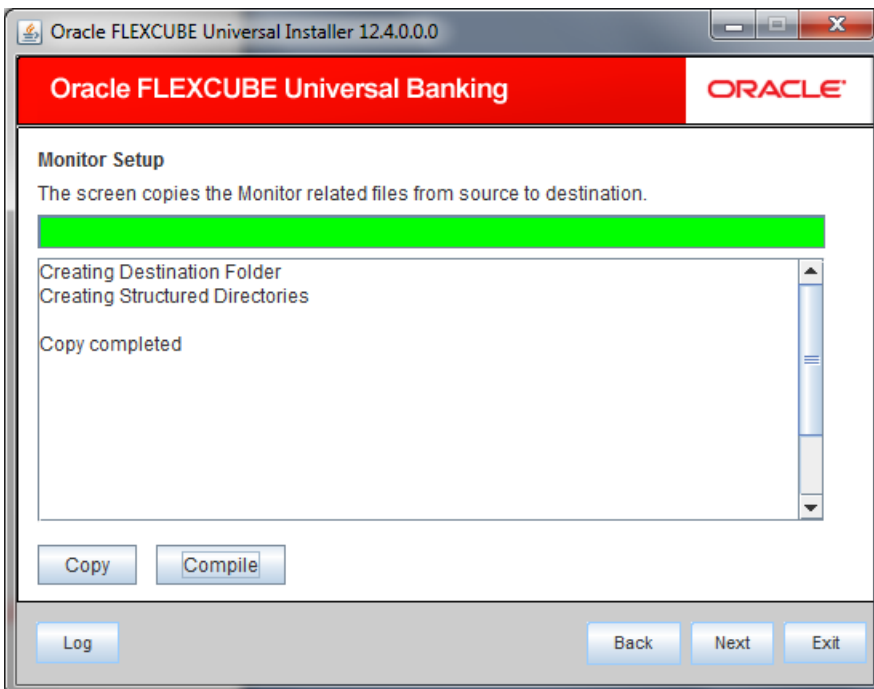 Oracle FLEXCUBE Universal Installer 12.4.0.0.0
Oracle FLEXCUBE Universal Banking
ORACLE
Monitor Setup
The screen copies the Monitor related files from source to destination.
Creating Destination Folder
Creating Structured Directories
Copy completed
Copy Compile
Log Back Next Exit